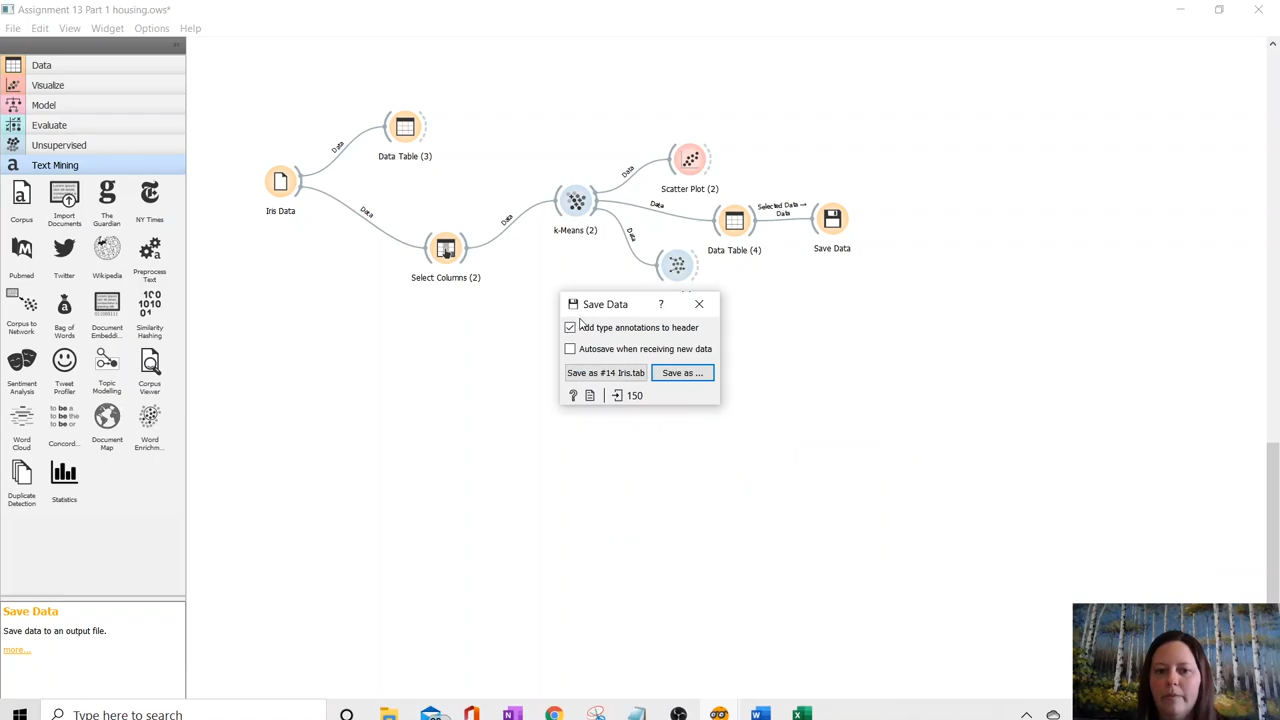 Assignment 13 Part 1 housing.ows*
File Edit View Widget Options Help
Data
Visualize
Model
Evaluate
Unsupervised
Text Mining
Corpus
Import Documents
The Guardian
NY Times
Pubmed
Twitter
Wikipedia
Preprocess Text
Corpus to Network
Bag of Words
Document Embeddi...
Similarity Hashing
Sentiment Analysis
Tweet Profiler
Topic Modelling
Corpus Viewer
Word Cloud
Concord...
Document Map
Word Enrichm...
Duplicate Detection
Statistics
Save Data
Save data to an output file.
more...
Iris Data
Data
Data Table (3)
Data
Select Columns (2)
Data
k-Means (2)
Data
Scatter Plot (2)
Data
Data Table (4)
Selected Data → Data
Save Data
Data
Save Data ?
Add type annotations to header
Autosave when receiving new data
Save as #14 Iris.tab
Save as ...
? 150
Type here to search